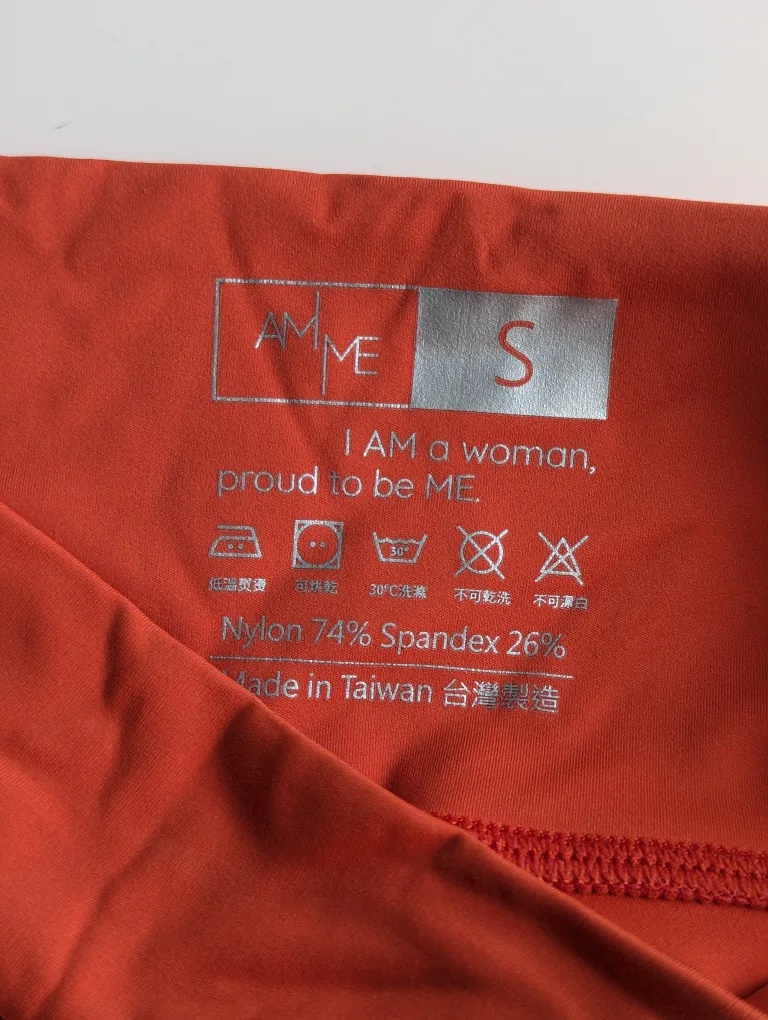 AM ME S
I AM a woman,
proud to be ME.
30°
低溫熨燙 可烘乾 30°C洗滌 不可乾洗 不可漂白
Nylon 74% Spandex 26%
Made in Taiwan 台灣製造